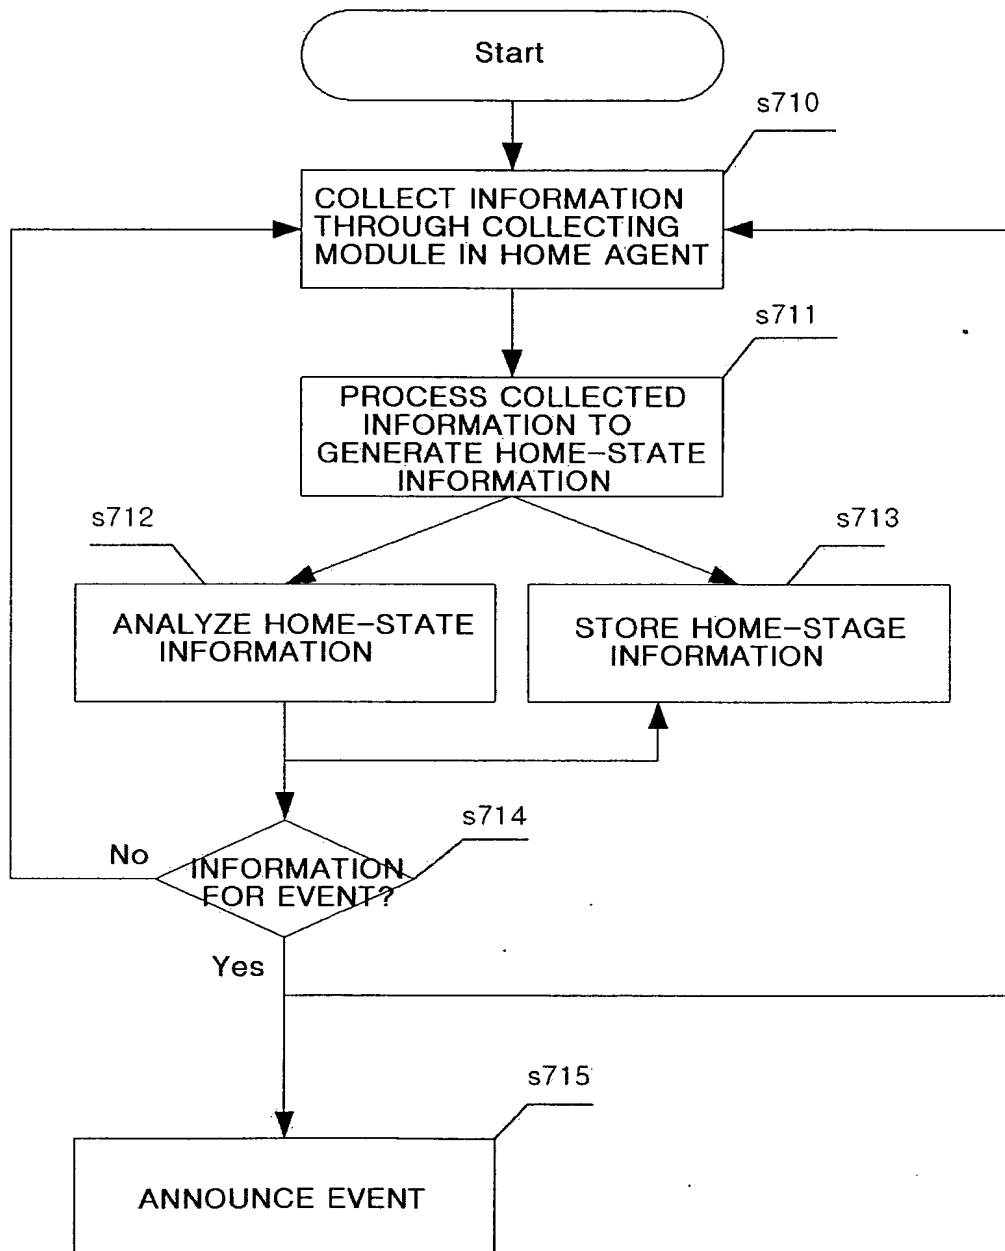 Start
s710
COLLECT INFORMATION
THROUGH COLLECTING
MODULE IN HOME AGENT
s711
PROCESS COLLECTED
INFORMATION TO
GENERATE HOME-STATE
INFORMATION
s712
s713
ANALYZE HOME-STATE
INFORMATION
STORE HOME-STAGE
INFORMATION
s714
No
INFORMATION
FOR EVENT?
Yes
s715
ANNOUNCE EVENT